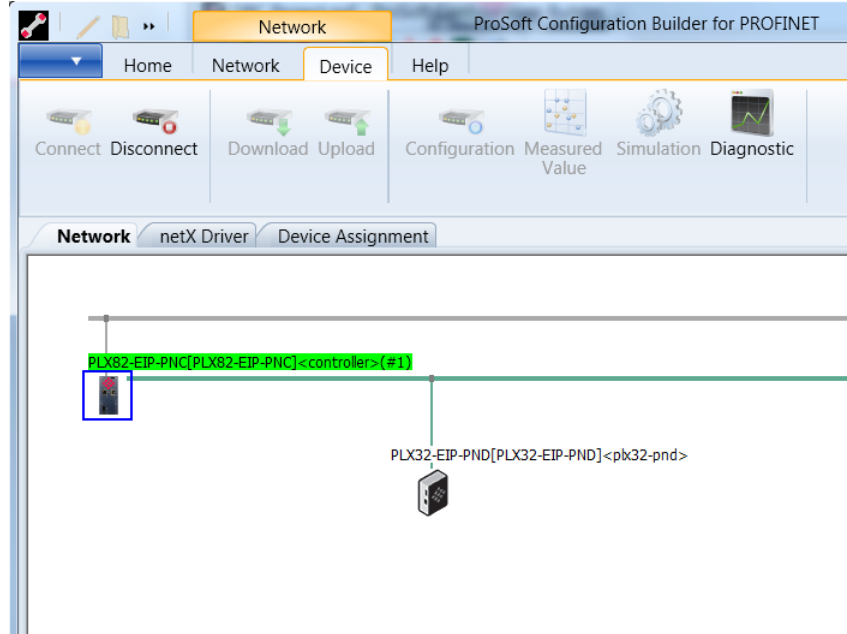 Network
ProSoft Configuration Builder for PROFINET
Home Network Device Help
Connect Disconnect Download Upload Configuration Measured Value Simulation Diagnostic
Network netX Driver Device Assignment
PLX82-EIP-PNC[PLX82-EIP-PNC]<controller>(#1)
PLX32-EIP-PND[PLX32-EIP-PND]<plx32-pnd>